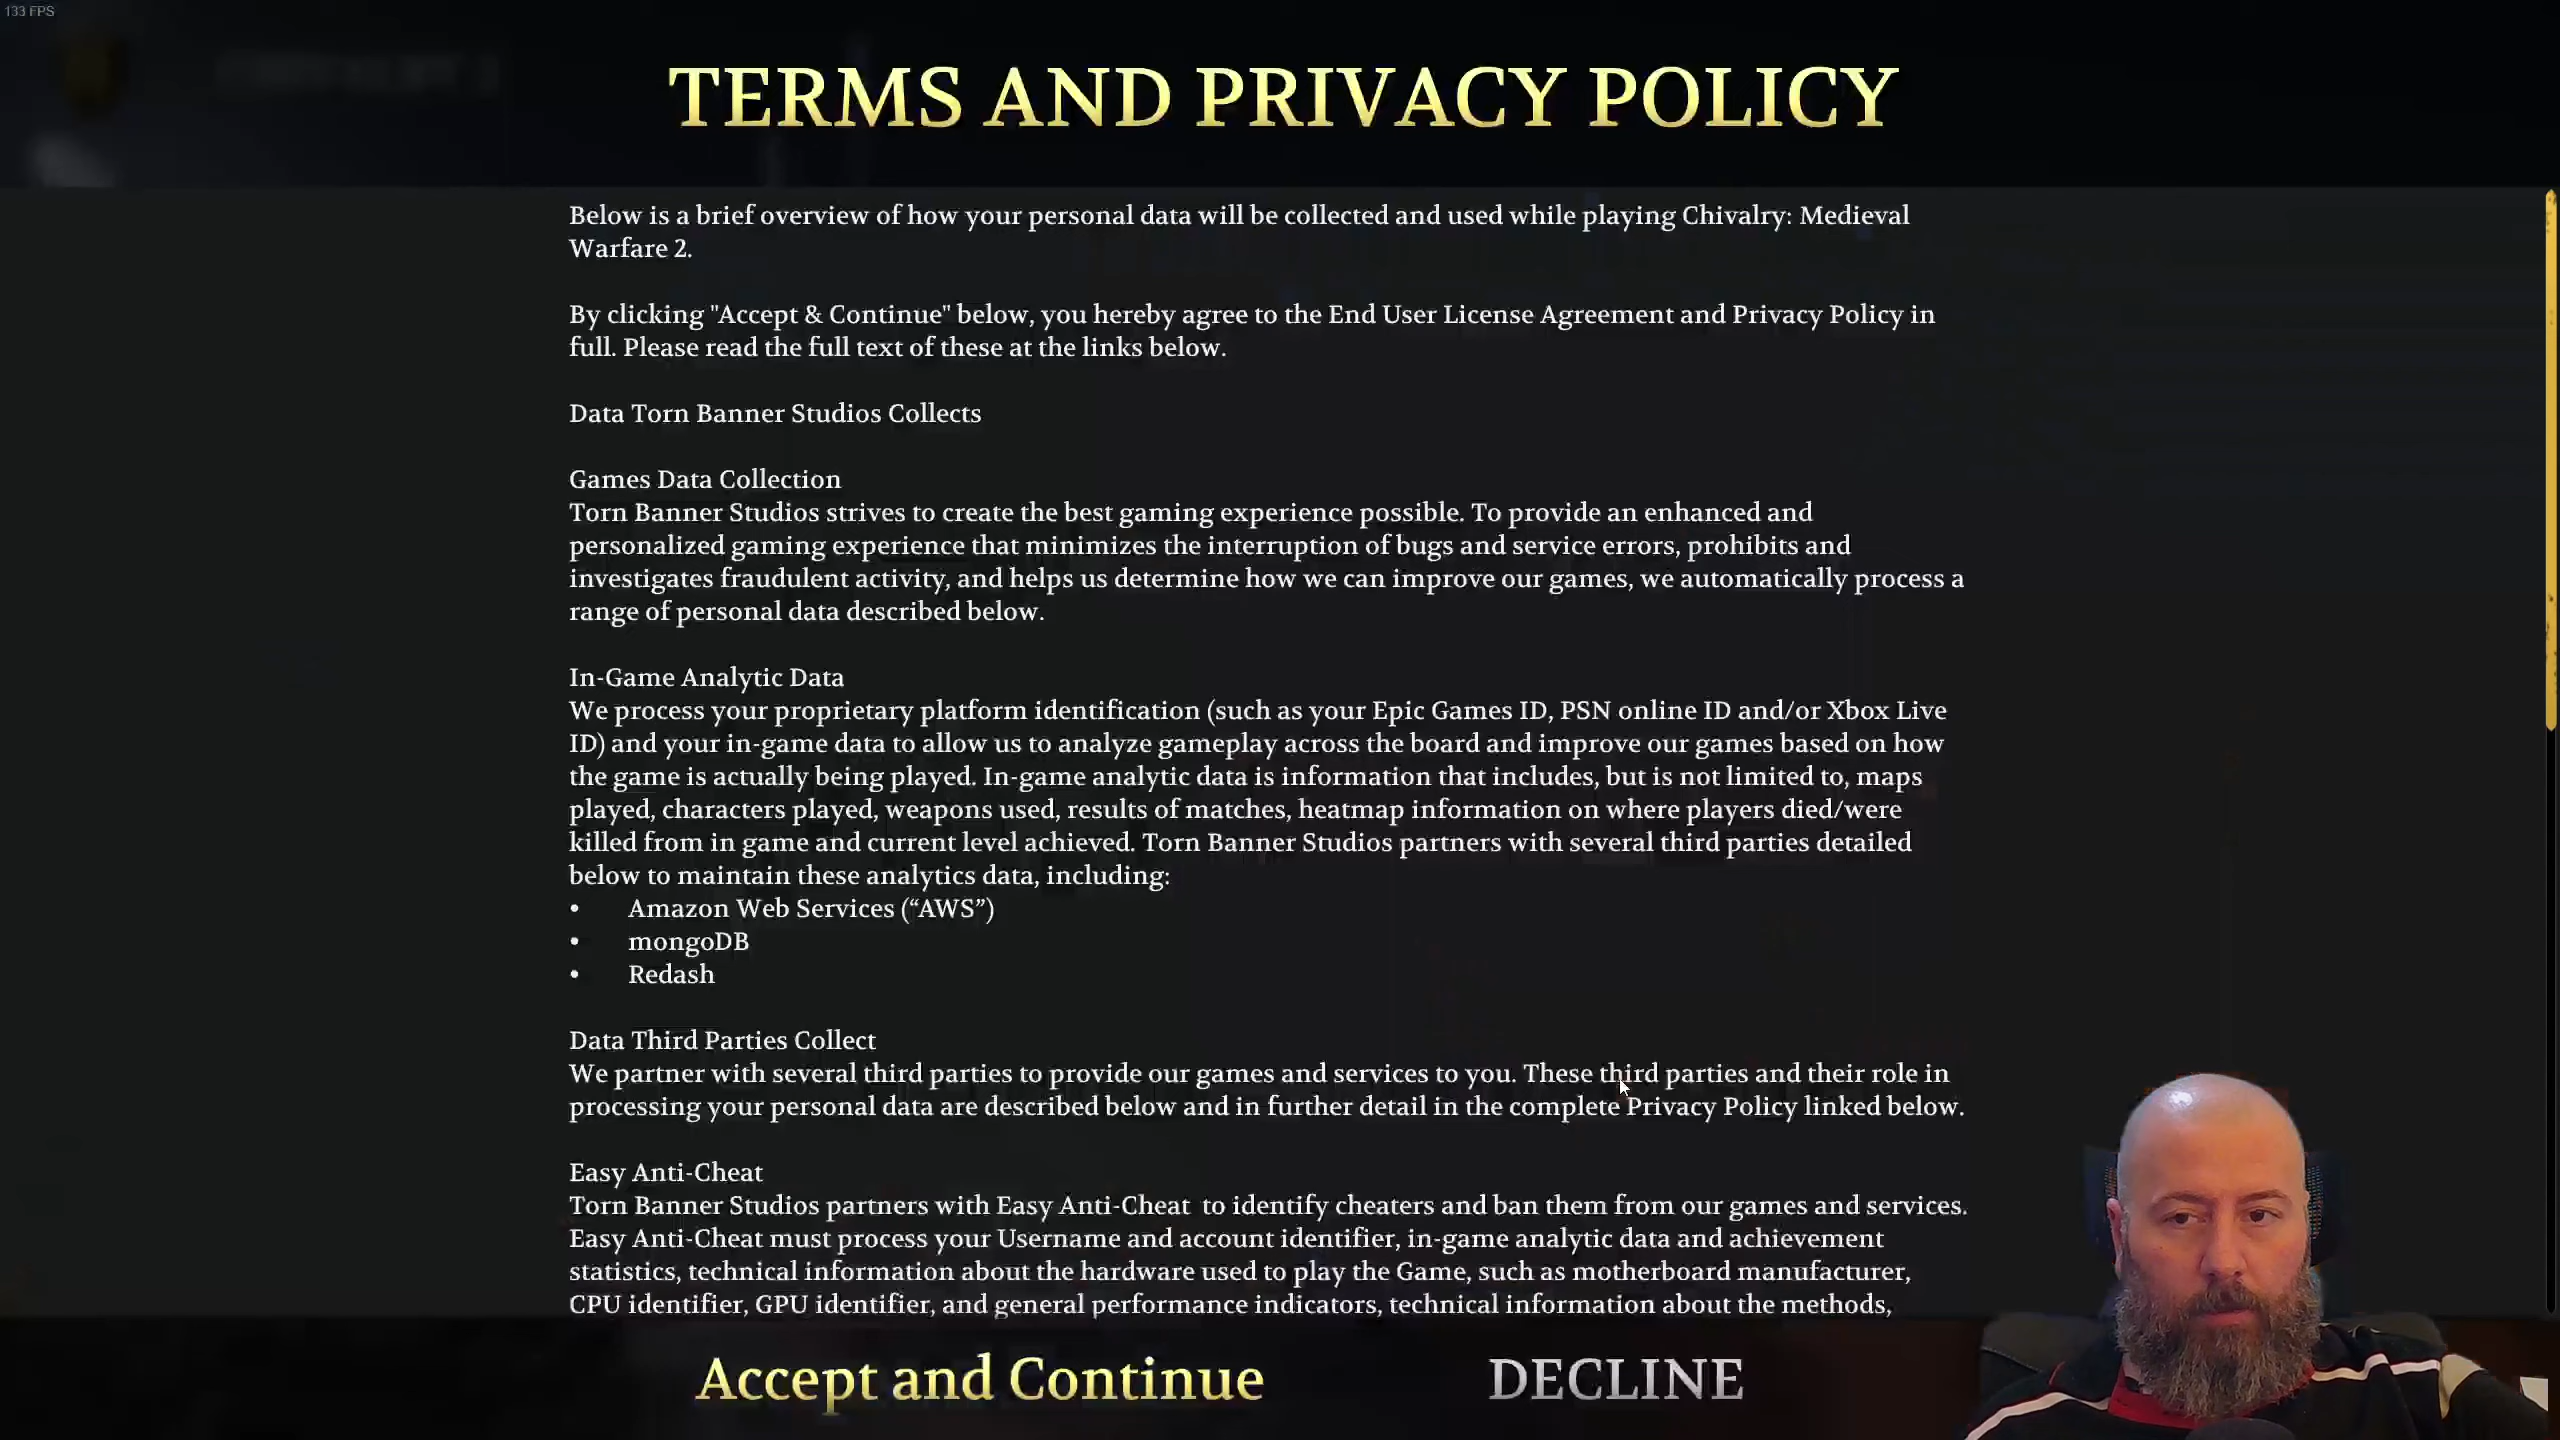 133 FPS
TERMS AND PRIVACY POLICY
Below is a brief overview of how your personal data will be collected and used while playing Chivalry: Medieval
Warfare 2.
By clicking "Accept & Continue" below, you hereby agree to the End User License Agreement and Privacy Policy in
full. Please read the full text of these at the links below.
Data Torn Banner Studios Collects
Games Data Collection
Torn Banner Studios strives to create the best gaming experience possible. To provide an enhanced and
personalized gaming experience that minimizes the interruption of bugs and service errors, prohibits and
investigates fraudulent activity, and helps us determine how we can improve our games, we automatically process a
range of personal data described below.
In-Game Analytic Data
We process your proprietary platform identification (such as your Epic Games ID, PSN online ID and/or Xbox Live
ID) and your in-game data to allow us to analyze gameplay across the board and improve our games based on how
the game is actually being played. In-game analytic data is information that includes, but is not limited to, maps
played, characters played, weapons used, results of matches, heatmap information on where players died/were
killed from in game and current level achieved. Torn Banner Studios partners with several third parties detailed
below to maintain these analytics data, including:
• Amazon Web Services (“AWS”)
• mongoDB
• Redash
Data Third Parties Collect
We partner with several third parties to provide our games and services to you. These third parties and their role in
processing your personal data are described below and in further detail in the complete Privacy Policy linked below.
Easy Anti-Cheat
Torn Banner Studios partners with Easy Anti-Cheat  to identify cheaters and ban them from our games and services.
Easy Anti-Cheat must process your Username and account identifier, in-game analytic data and achievement
statistics, technical information about the hardware used to play the Game, such as motherboard manufacturer,
CPU identifier, GPU identifier, and general performance indicators, technical information about the methods,
Accept and Continue
DECLINE